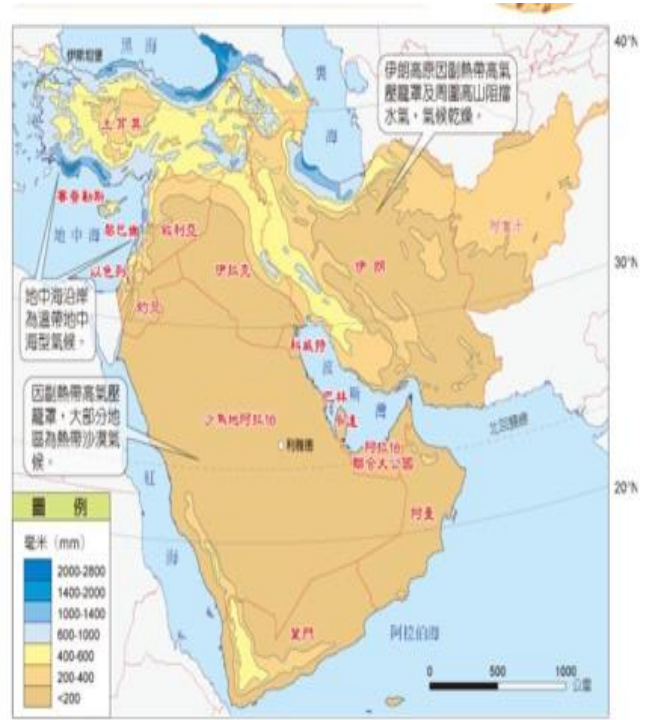 黑海
伊斯坦堡
裏海
40°N
伊朗高原因副熱帶高氣
壓籠罩及周圍高山阻擋
水氣，氣候乾燥。
土耳其
賽普勒斯
地中海
黎巴嫩
敘利亞
以色列
伊拉克
伊朗
阿富汗
30°N
約旦
地中海沿岸
為溫帶地中
海型氣候。
科威特
波斯灣
巴林
卡達
因副熱帶高氣壓
籠罩，大部分地
區為熱帶沙漠氣
候。
沙烏地阿拉伯
利雅德
阿拉伯
聯合大公國
北回歸線
20°N
阿曼
紅海
葉門
阿拉伯海
圖例
毫米（mm）
2000-2800
1400-2000
1000-1400
600-1000
400-600
200-400
<200
0 500 1000
公里